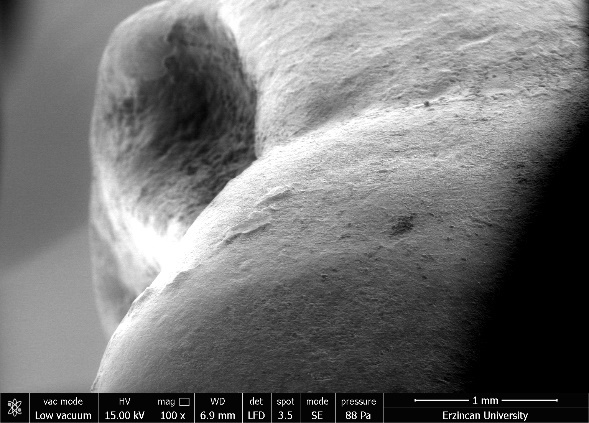 vac mode HV mag WD det spot mode pressure 1 mm
Low vacuum 15.00 kV 100 x 6.9 mm LFD 3.5 SE 88 Pa Erzincan University